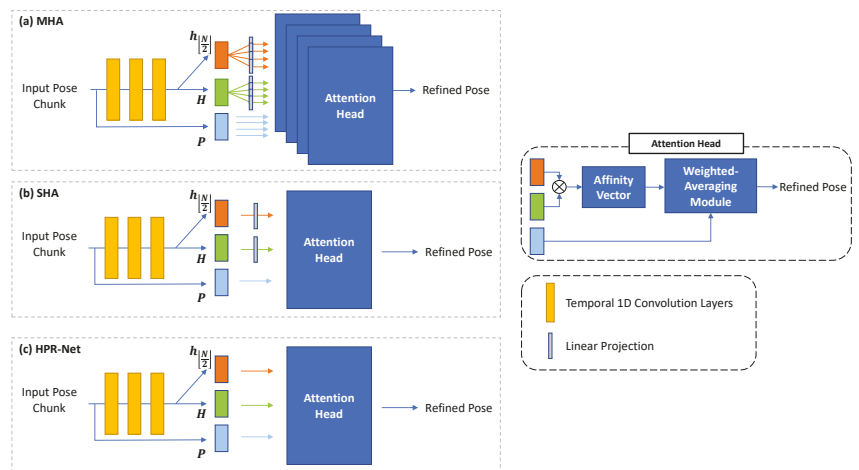 (a) MHA
h⌊N/2⌋
Input Pose
Chunk
H
P
Attention
Head
Refined Pose
(b) SHA
h⌊N/2⌋
Input Pose
Chunk
H
P
Attention
Head
Refined Pose
(c) HPR-Net
h⌊N/2⌋
Input Pose
Chunk
H
P
Attention
Head
Refined Pose
Attention Head
Affinity
Vector
Weighted-
Averaging
Module
Refined Pose
Temporal 1D Convolution Layers
Linear Projection